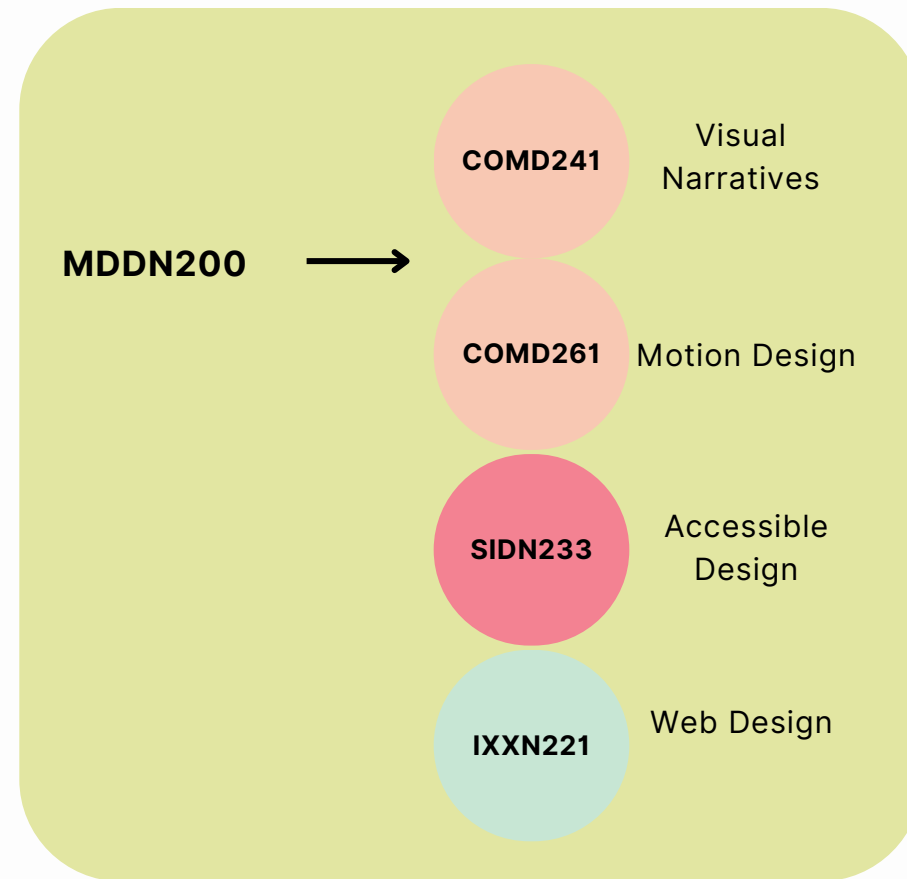 MDDN200
COMD241
Visual
Narratives
COMD261
Motion Design
SIDN233
Accessible
Design
IXXN221
Web Design